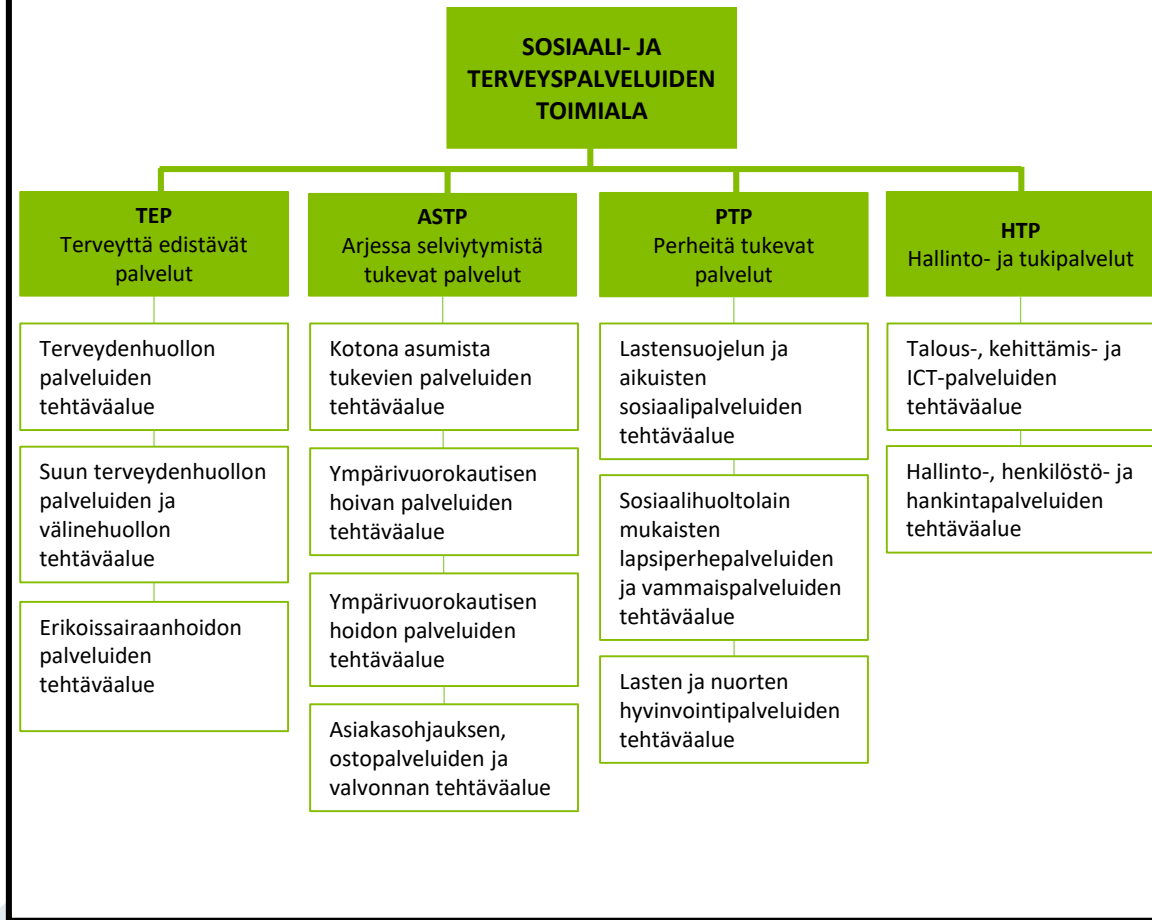 SOSIAALI- JA
TERVEYSPALVELUIDEN
TOIMIALA
TEP
Terveyttä edistävät
palvelut
Terveydenhuollon
palveluiden
tehtäväalue
Suun terveydenhuollon
palveluiden ja
välinehuollon
tehtäväalue
Erikoissairaanhoidon
palveluiden
tehtäväalue
ASTP
Arjessa selviytymistä
tukevat palvelut
Kotona asumista
tukevien palveluiden
tehtäväalue
Ympärivuorokautisen
hoivan palveluiden
tehtäväalue
Ympärivuorokautisen
hoidon palveluiden
tehtäväalue
Asiakasohjauksen,
ostopalveluiden ja
valvonnan tehtäväalue
PTP
Perheitä tukevat
palvelut
Lastensuojelun ja
aikuisten
sosiaalipalveluiden
tehtäväalue
Sosiaalihuoltolain
mukaisten
lapsiperhepalveluiden
ja vammaispalveluiden
tehtäväalue
Lasten ja nuorten
hyvinvointipalveluiden
tehtäväalue
HTP
Hallinto- ja tukipalvelut
Talous-, kehittämis- ja
ICT-palveluiden
tehtäväalue
Hallinto-, henkilöstö- ja
hankintapalveluiden
tehtäväalue